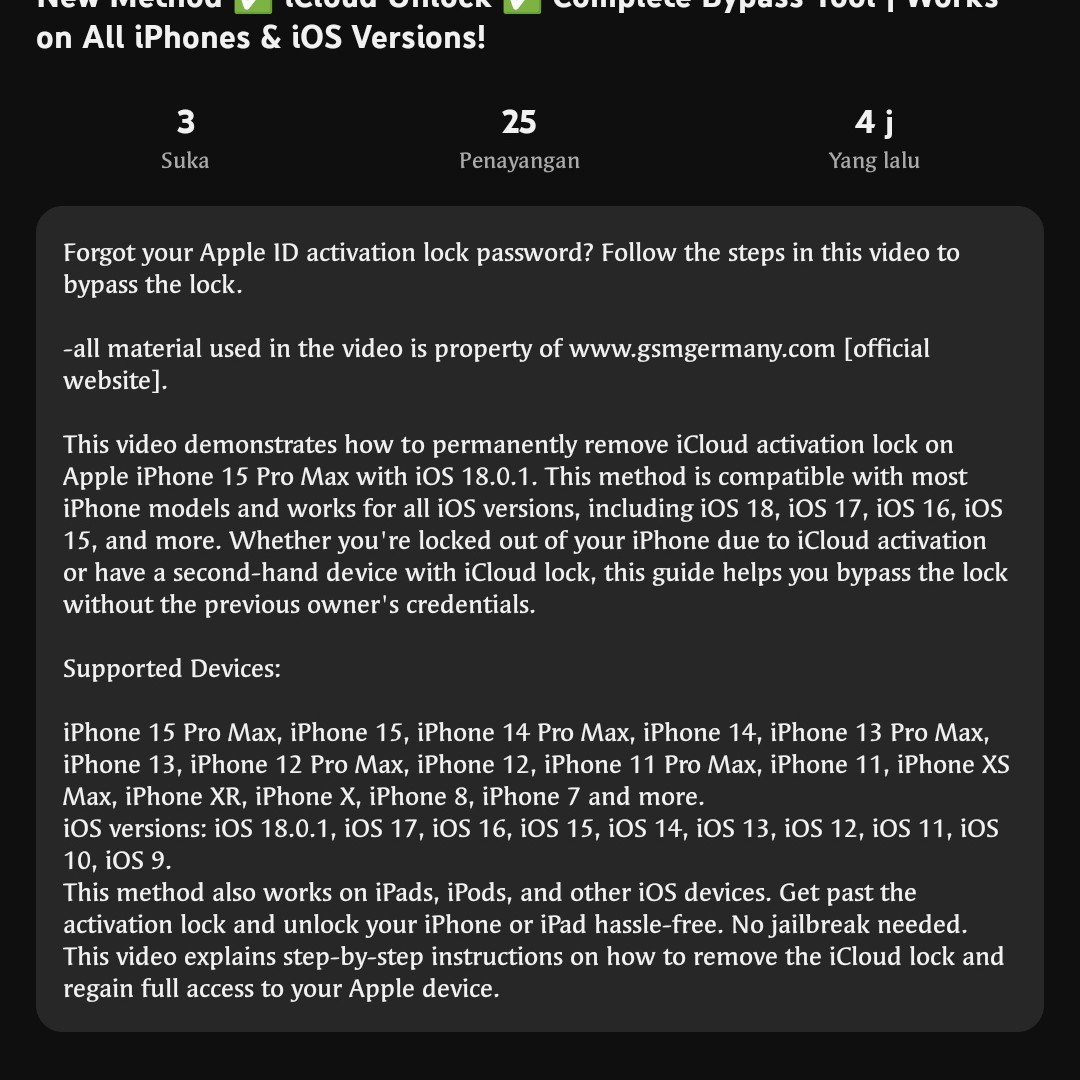 New Method ✅ iCloud Unlock ✅ Complete Bypass Tool | Works
on All iPhones & iOS Versions!
3
Suka
25
Penayangan
4 j
Yang lalu
Forgot your Apple ID activation lock password? Follow the steps in this video to
bypass the lock.
-all material used in the video is property of www.gsmgermany.com [official
website].
This video demonstrates how to permanently remove iCloud activation lock on
Apple iPhone 15 Pro Max with iOS 18.0.1. This method is compatible with most
iPhone models and works for all iOS versions, including iOS 18, iOS 17, iOS 16, iOS
15, and more. Whether you're locked out of your iPhone due to iCloud activation
or have a second-hand device with iCloud lock, this guide helps you bypass the lock
without the previous owner's credentials.
Supported Devices:
iPhone 15 Pro Max, iPhone 15, iPhone 14 Pro Max, iPhone 14, iPhone 13 Pro Max,
iPhone 13, iPhone 12 Pro Max, iPhone 12, iPhone 11 Pro Max, iPhone 11, iPhone XS
Max, iPhone XR, iPhone X, iPhone 8, iPhone 7 and more.
iOS versions: iOS 18.0.1, iOS 17, iOS 16, iOS 15, iOS 14, iOS 13, iOS 12, iOS 11, iOS
10, iOS 9.
This method also works on iPads, iPods, and other iOS devices. Get past the
activation lock and unlock your iPhone or iPad hassle-free. No jailbreak needed.
This video explains step-by-step instructions on how to remove the iCloud lock and
regain full access to your Apple device.